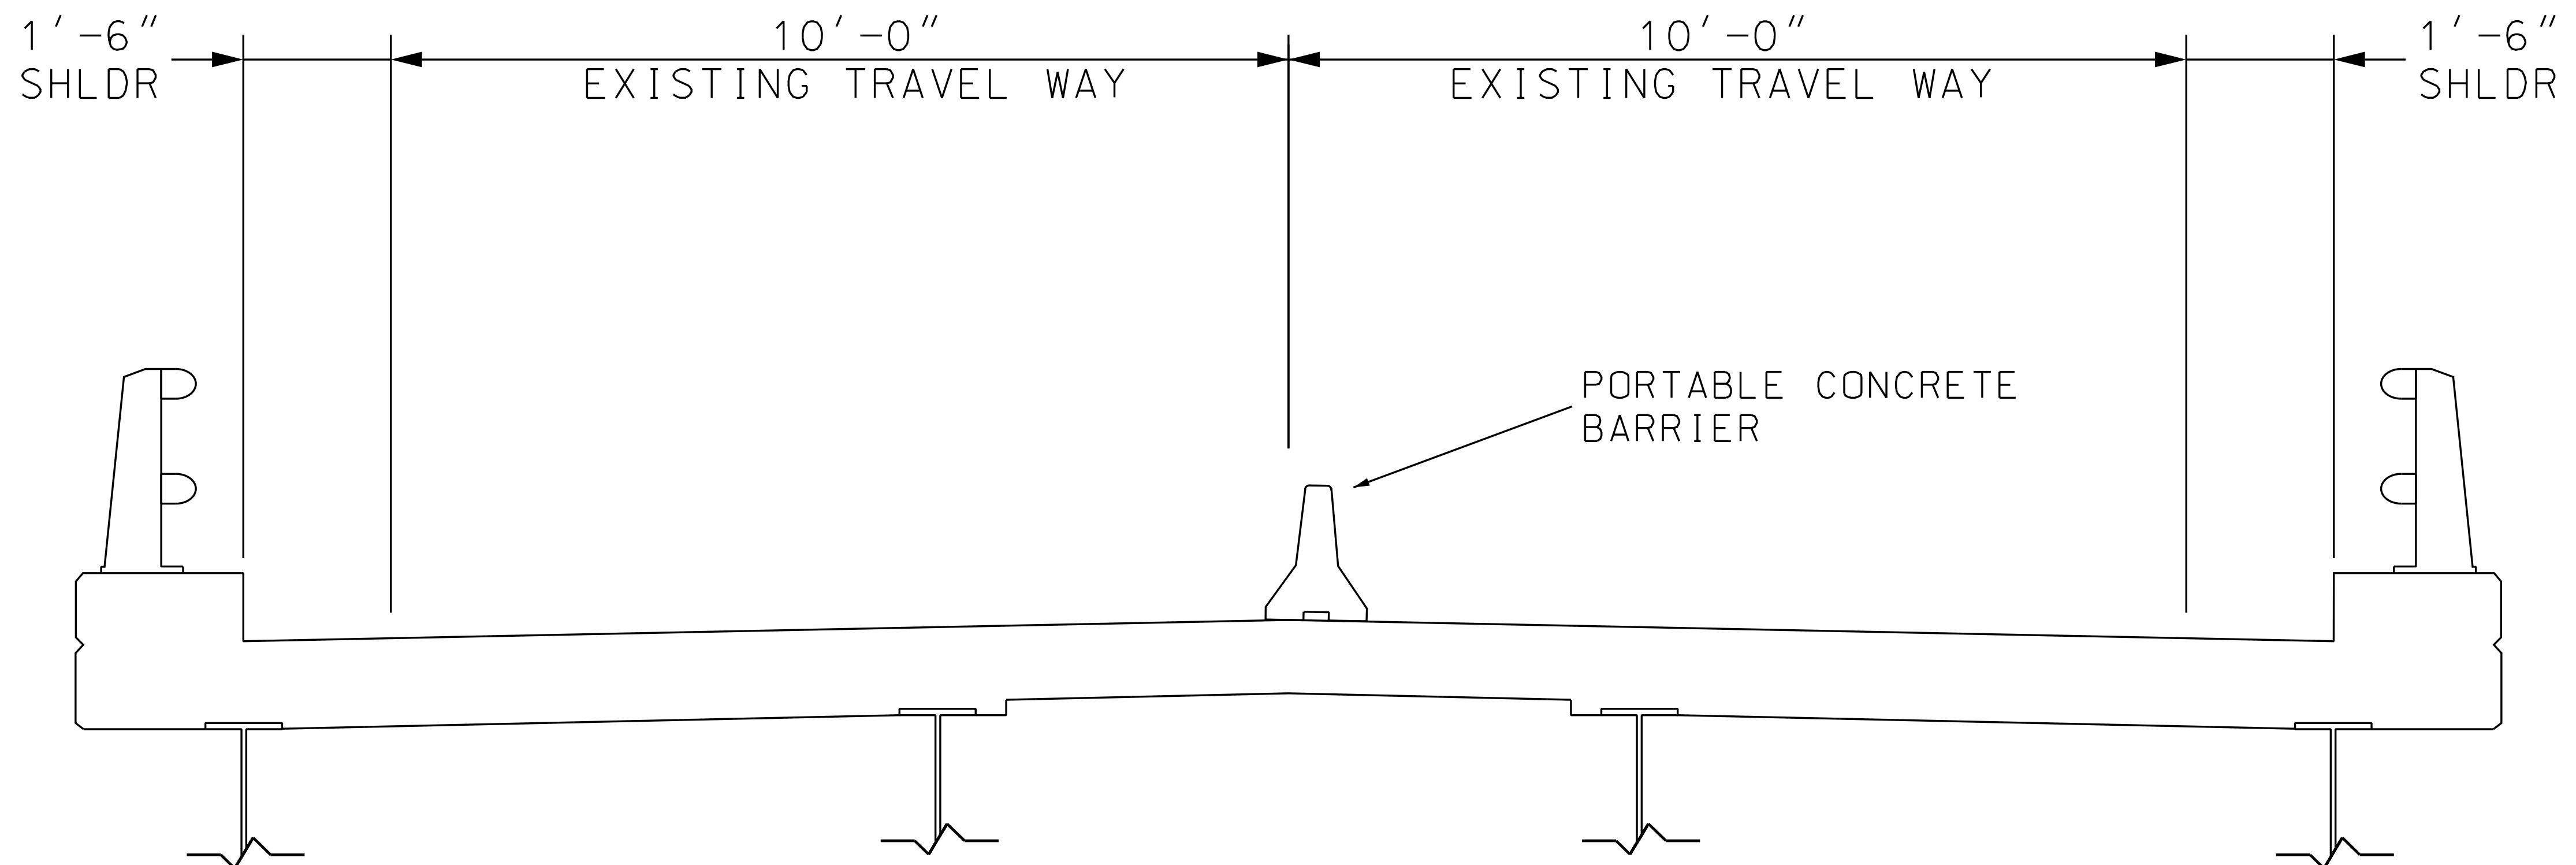 1'-6"
SHLDR
10'-0"
EXISTING TRAVEL WAY
10'-0"
EXISTING TRAVEL WAY
1'-6"
SHLDR
PORTABLE CONCRETE
BARRIER